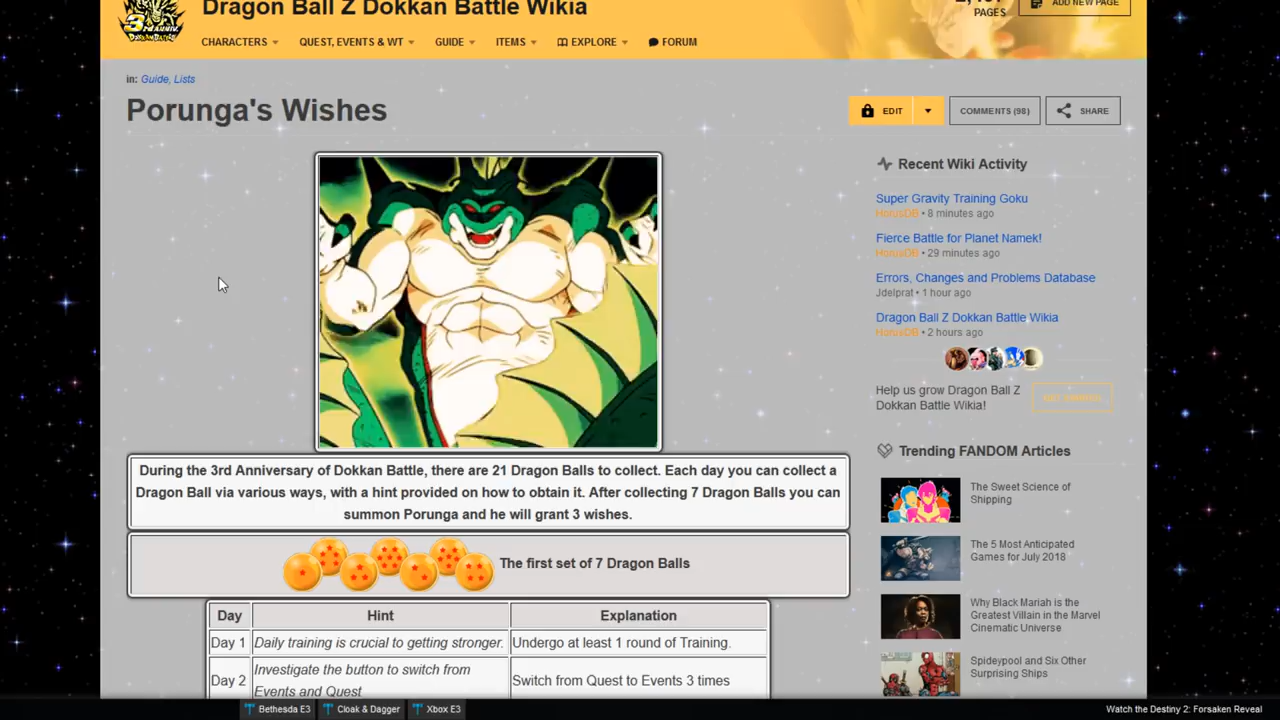 Dragon Ball Z Dokkan Battle Wikia
PAGES
ADD NEW PAGE
CHARACTERS
QUEST, EVENTS & WT
GUIDE
ITEMS
EXPLORE
FORUM
in: Guide, Lists
Porunga's Wishes
EDIT
COMMENTS (98)
SHARE
During the 3rd Anniversary of Dokkan Battle, there are 21 Dragon Balls to collect. Each day you can collect a
Dragon Ball via various ways, with a hint provided on how to obtain it. After collecting 7 Dragon Balls you can
summon Porunga and he will grant 3 wishes.
The first set of 7 Dragon Balls
Day Hint Explanation
Day 1 Daily training is crucial to getting stronger. Undergo at least 1 round of Training.
Day 2 Investigate the button to switch from
Events and Quest
Switch from Quest to Events 3 times
Recent Wiki Activity
Super Gravity Training Goku
HorusDB • 8 minutes ago
Fierce Battle for Planet Namek!
HorusDB • 29 minutes ago
Errors, Changes and Problems Database
Jdelprat • 1 hour ago
Dragon Ball Z Dokkan Battle Wikia
HorusDB • 2 hours ago
Help us grow Dragon Ball Z
Dokkan Battle Wikia!
Trending FANDOM Articles
The Sweet Science of
Shipping
The 5 Most Anticipated
Games for July 2018
Why Black Mariah is the
Greatest Villain in the Marvel
Cinematic Universe
Spideypool and Six Other
Surprising Ships
Bethesda E3
Cloak & Dagger
Xbox E3
Watch the Destiny 2: Forsaken Reveal